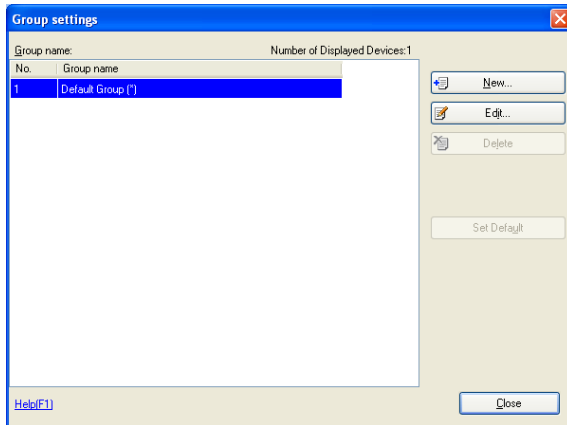 Group settings
Group name: Number of Displayed Devices:1
No. Group name
1 Default Group (*)
New...
Edit...
Delete
Set Default
Help(F1)
Close